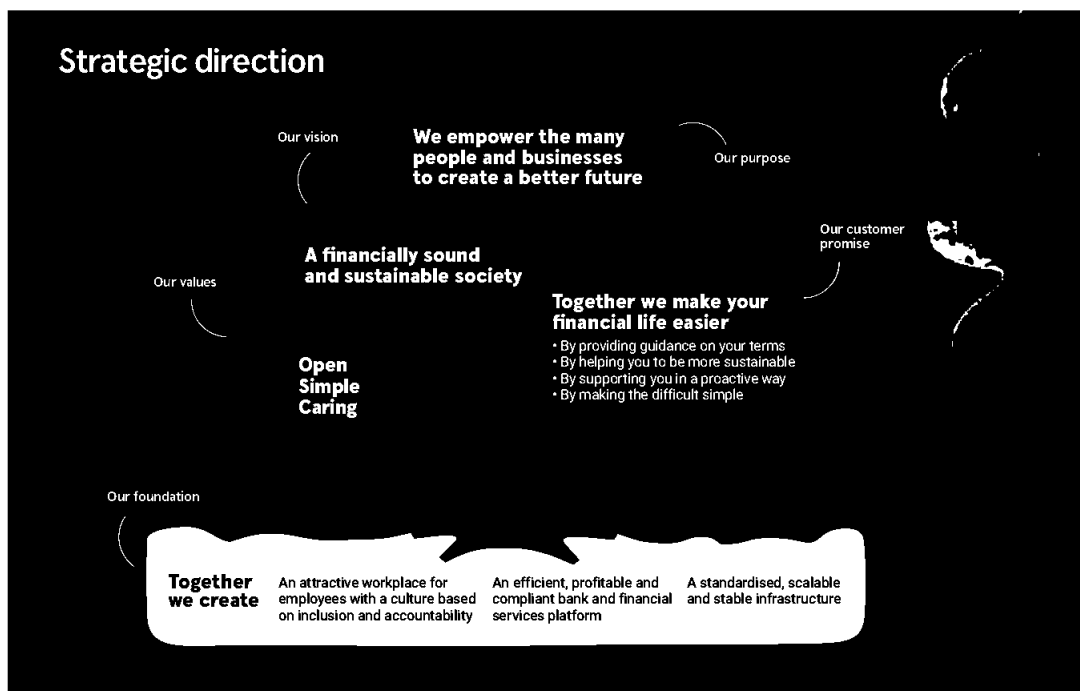 Strategic direction
Our vision
We empower the many
people and businesses
to create a better future
Our purpose
A financially sound
and sustainable society
Our customer
promise
Our values
Together we make your
financial life easier
• By providing guidance on your terms
• By helping you to be more sustainable
• By supporting you in a proactive way
• By making the difficult simple
Open
Simple
Caring
Our foundation
Together
we create
An attractive workplace for
employees with a culture based
on inclusion and accountability
An efficient, profitable and
compliant bank and financial
services platform
A standardised, scalable
and stable infrastructure